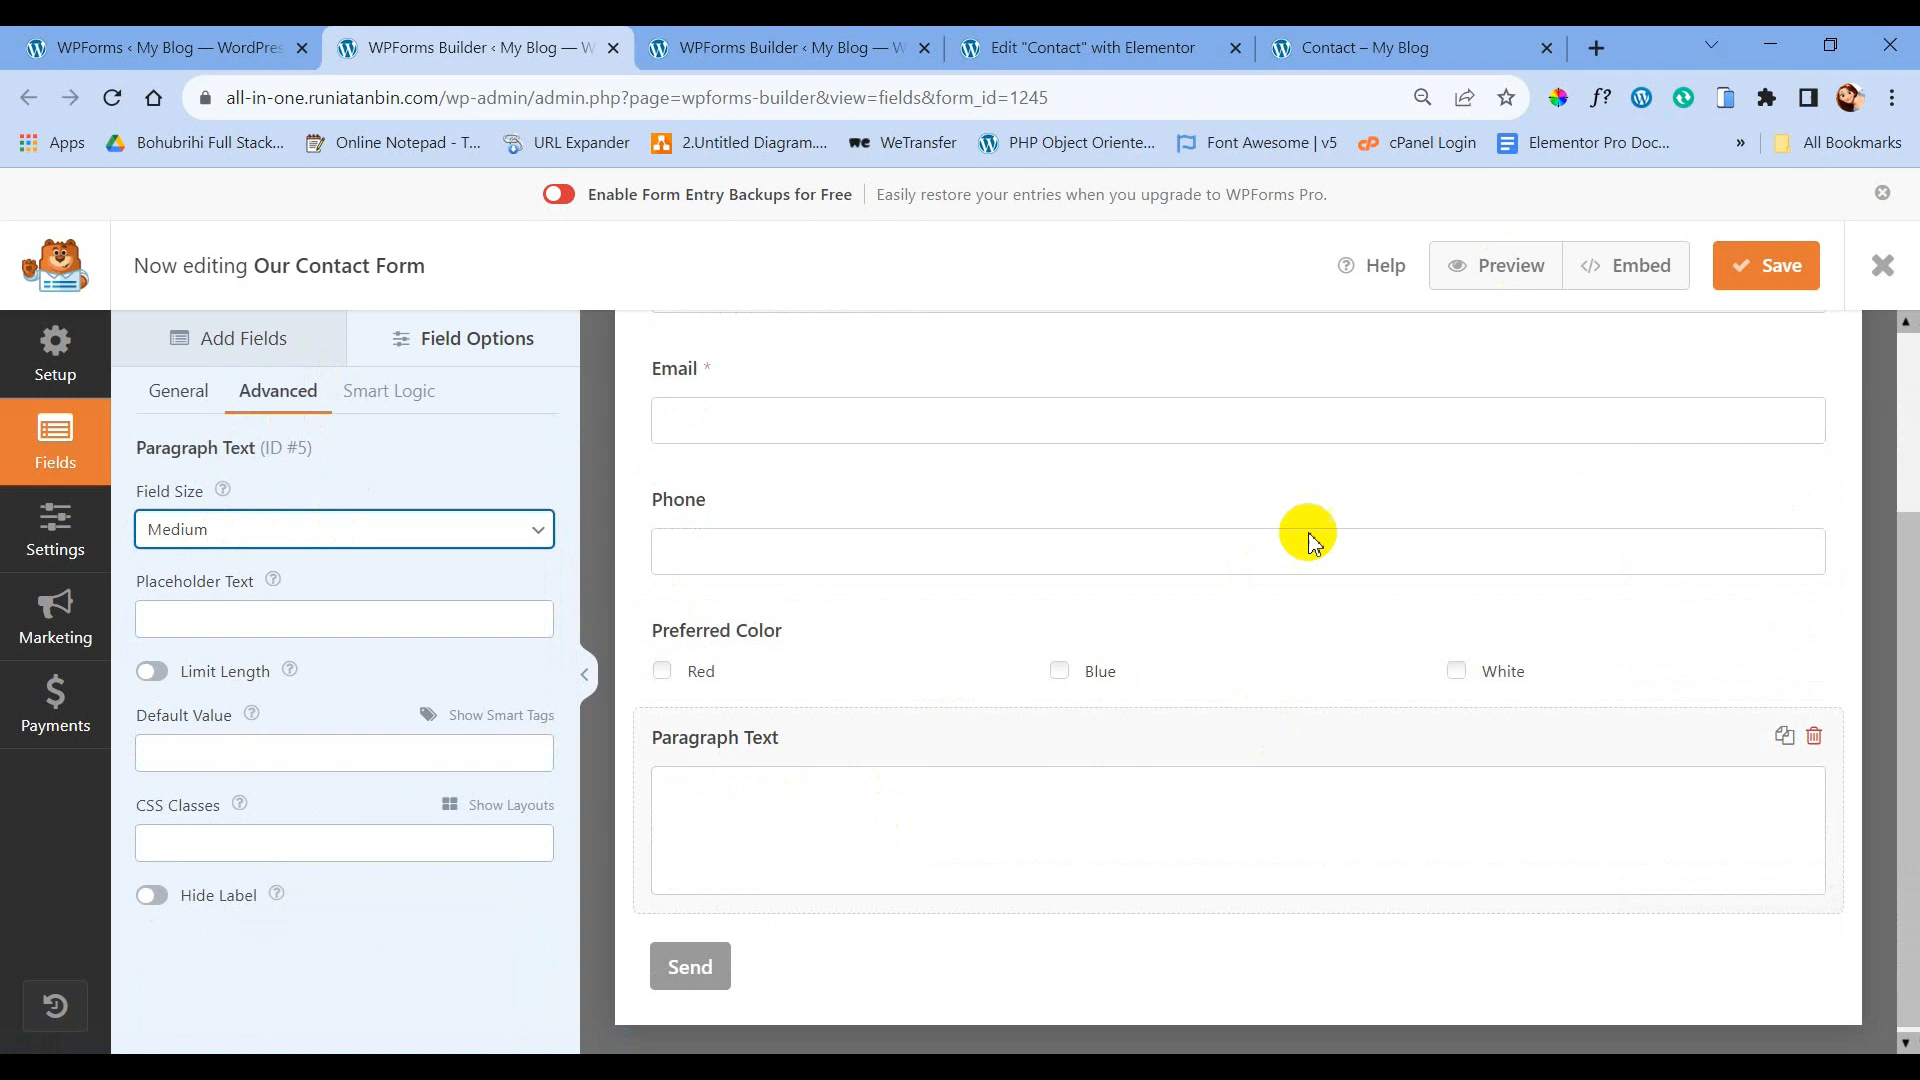 WPForms ‹ My Blog — WordPres
WPForms Builder ‹ My Blog — W
WPForms Builder ‹ My Blog — W
Edit "Contact" with Elementor
Contact – My Blog
all-in-one.runiatanbin.com/wp-admin/admin.php?page=wpforms-builder&view=fields&form_id=1245
f?
Apps
Bohubrihi Full Stack...
Online Notepad - T...
URL Expander
2.Untitled Diagram....
we WeTransfer
PHP Object Oriente...
Font Awesome | v5
cP cPanel Login
Elementor Pro Doc...
»
All Bookmarks
Enable Form Entry Backups for Free
Easily restore your entries when you upgrade to WPForms Pro.
Now editing Our Contact Form
Help
Preview
Embed
Save
Setup
Fields
Settings
Marketing
Payments
Add Fields
Field Options
General
Advanced
Smart Logic
Paragraph Text (ID #5)
Field Size
Medium
Placeholder Text
Limit Length
Default Value
Show Smart Tags
CSS Classes
Show Layouts
Hide Label
Email *
Phone
Preferred Color
Red
Blue
White
Paragraph Text
Send